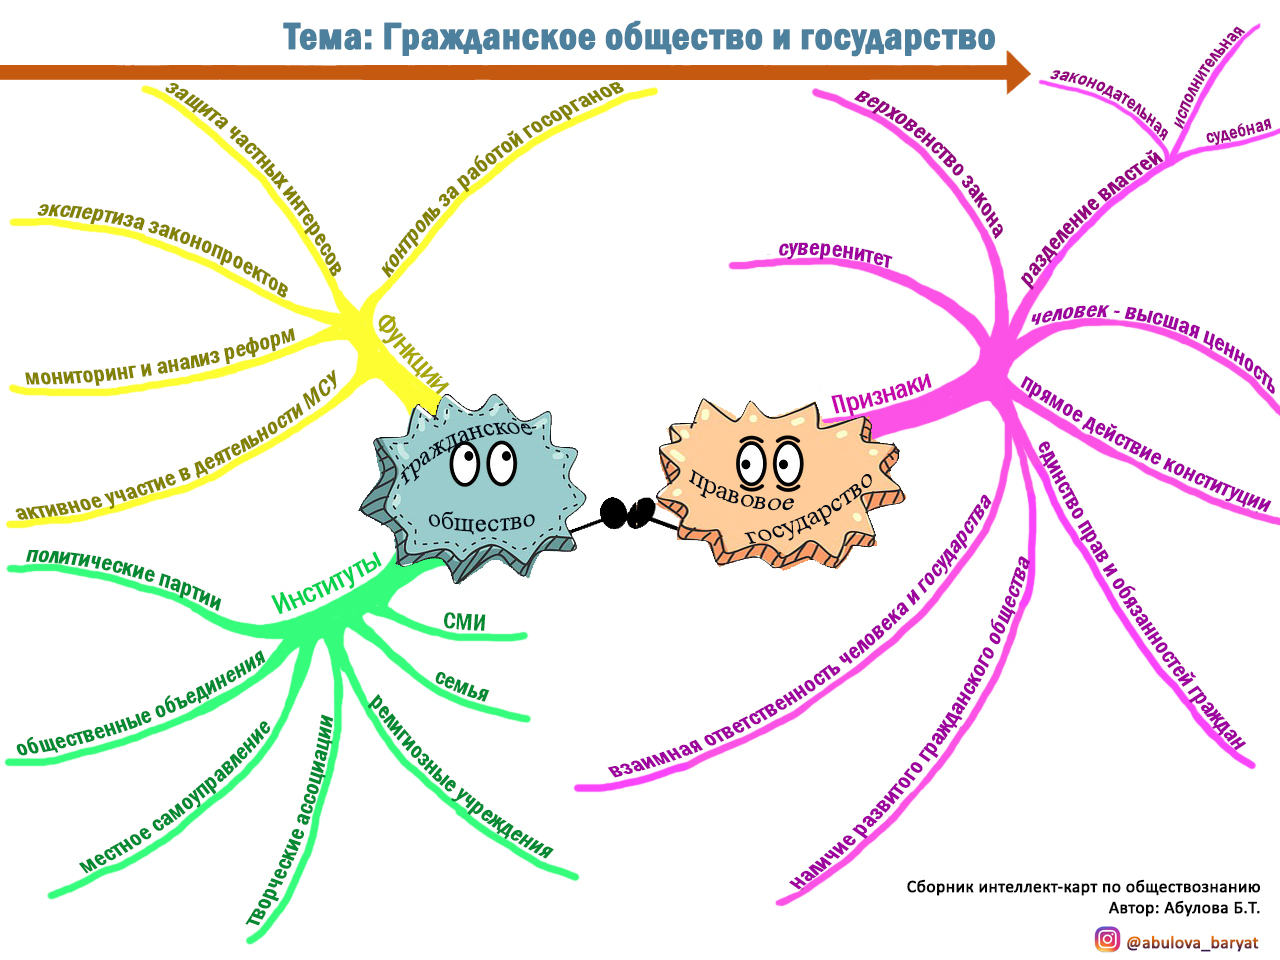 Тема: Гражданское общество и государство
защита частных интересов
контроль за работой госорганов
экспертиза законопроектов
мониторинг и анализ реформ
активное участие в деятельности МСУ
Функции
гражданское
общество
Институты
политические партии
общественные объединения
местное самоуправление
творческие ассоциации
религиозные учреждения
семья
СМИ
правовое
государство
Признаки
суверенитет
верховенство закона
разделение властей
законодательная
исполнительная
судебная
человек - высшая ценность
прямое действие конституции
единство прав и обязанностей граждан
наличие развитого гражданского общества
взаимная ответственность человека и государства
Сборник интеллект-карт по обществознанию
Автор: Абулова Б.Т.
@abulova_baryat